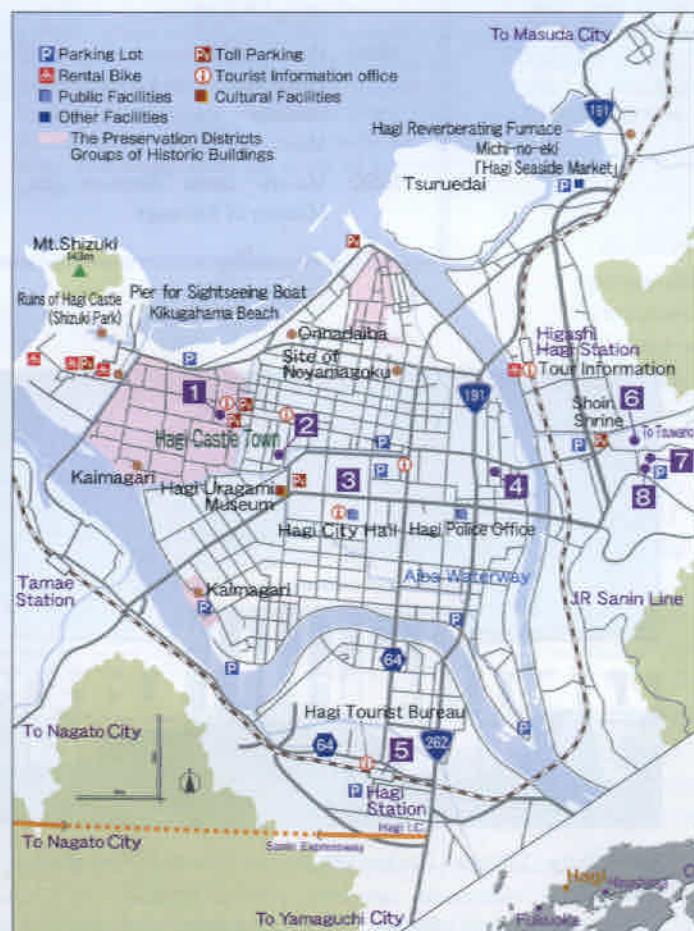 To Masuda City
P Parking Lot
P¥ Toll Parking
Rental Bike
i Tourist Information office
Public Facilities
Cultural Facilities
Other Facilities
The Preservation Districts
Groups of Historic Buildings
191
Hagi Reverberating Furnace
Michi-no-eki
「Hagi Seaside Market」
P
Tsuruedai
Mt.Shizuki
143m
Ruins of Hagi Castle
(Shizuki Park)
Pier for Sightseeing Boat
Kikugahama Beach
Onnadaiba
Site of
Noyamagoku
Higashi
Hagi Station
Tour Information
191
1
2
Hagi Castle Town
Shoin
Shrine
6
To Tsuwano
7
8
3
4
Kaimagari
Hagi Uragami
Museum
Hagi City Hall
Hagi Police Office
Aiba Waterway
Tamae
Station
Kaimagari
JR Sanin Line
64
Hagi Tourist Bureau
To Nagato City
64
5
262
Hagi
Station
Hagi I.C.
To Nagato City
Sanin Expressway
Hagi
Fukuoka
To Yamaguchi City